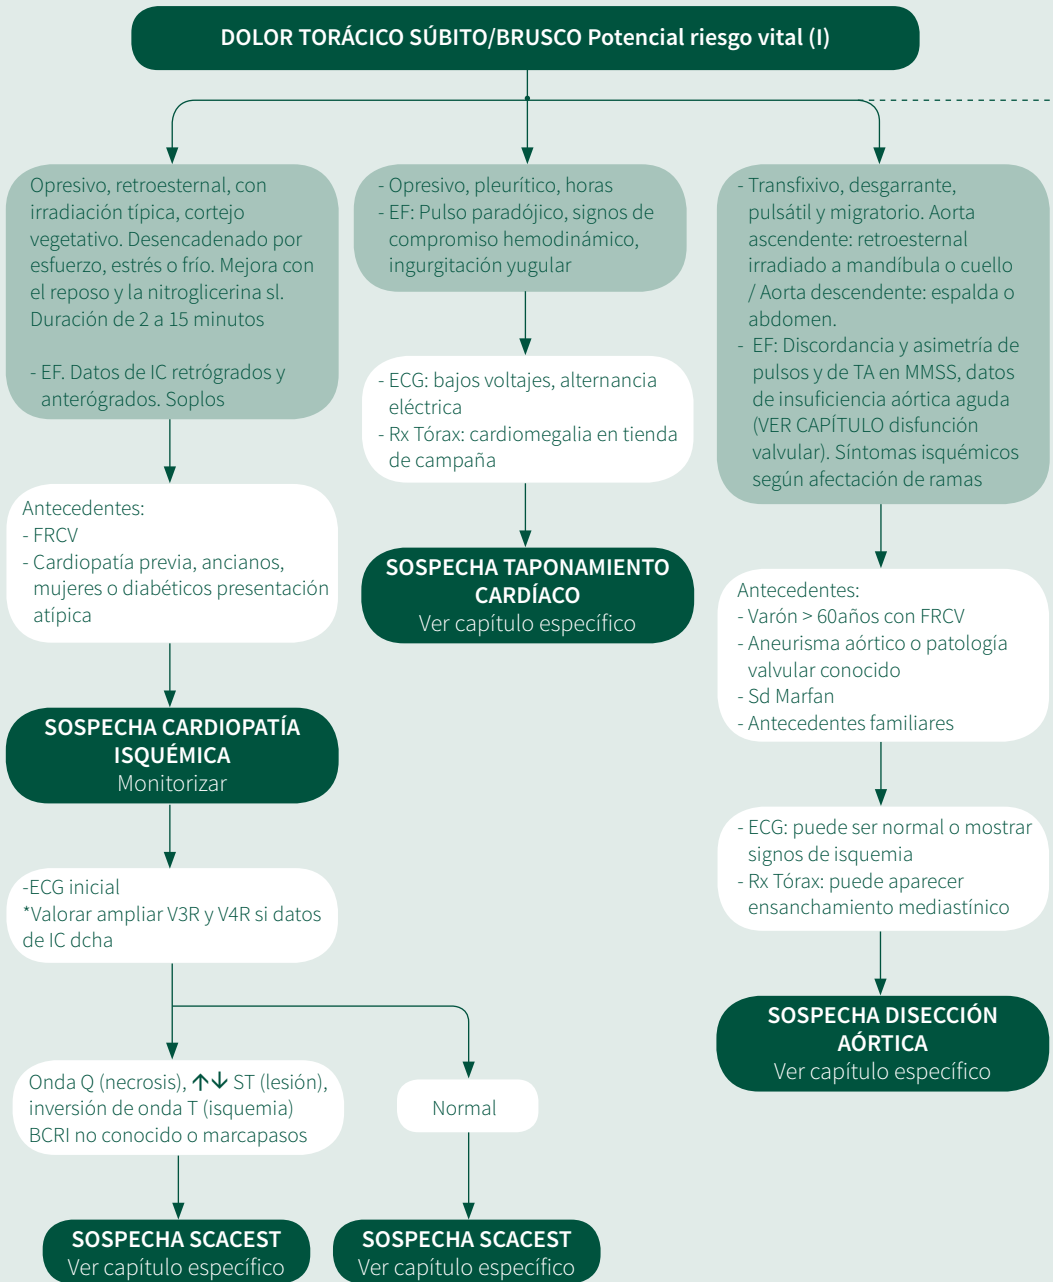 DOLOR TORÁCICO SÚBITO/BRUSCO Potencial riesgo vital (I)
Opresivo, retroesternal, con
irradiación típica, cortejo
vegetativo. Desencadenado por
esfuerzo, estrés o frío. Mejora con
el reposo y la nitroglicerina sl.
Duración de 2 a 15 minutos
- EF. Datos de IC retrógrados y
anterógrados. Soplos
Antecedentes:
- FRCV
- Cardiopatía previa, ancianos,
mujeres o diabéticos presentación
atípica
SOSPECHA CARDIOPATÍA
ISQUÉMICA
Monitorizar
-ECG inicial
*Valorar ampliar V3R y V4R si datos
de IC dcha
Onda Q (necrosis), ↑↓ ST (lesión),
inversión de onda T (isquemia)
BCRI no conocido o marcapasos
SOSPECHA SCACEST
Ver capítulo específico
Normal
SOSPECHA SCACEST
Ver capítulo específico
- Opresivo, pleurítico, horas
- EF: Pulso paradójico, signos de
compromiso hemodinámico,
ingurgitación yugular
- ECG: bajos voltajes, alternancia
eléctrica
- Rx Tórax: cardiomegalia en tienda
de campaña
SOSPECHA TAPONAMIENTO
CARDÍACO
Ver capítulo específico
- Transfixivo, desgarrante,
pulsátil y migratorio. Aorta
ascendente: retroesternal
irradiado a mandíbula o cuello
/ Aorta descendente: espalda o
abdomen.
- EF: Discordancia y asimetría de
pulsos y de TA en MMSS, datos
de insuficiencia aórtica aguda
(VER CAPÍTULO disfunción
valvular). Síntomas isquémicos
según afectación de ramas
Antecedentes:
- Varón > 60años con FRCV
- Aneurisma aórtico o patología
valvular conocido
- Sd Marfan
- Antecedentes familiares
- ECG: puede ser normal o mostrar
signos de isquemia
- Rx Tórax: puede aparecer
ensanchamiento mediastínico
SOSPECHA DISECCIÓN
AÓRTICA
Ver capítulo específico